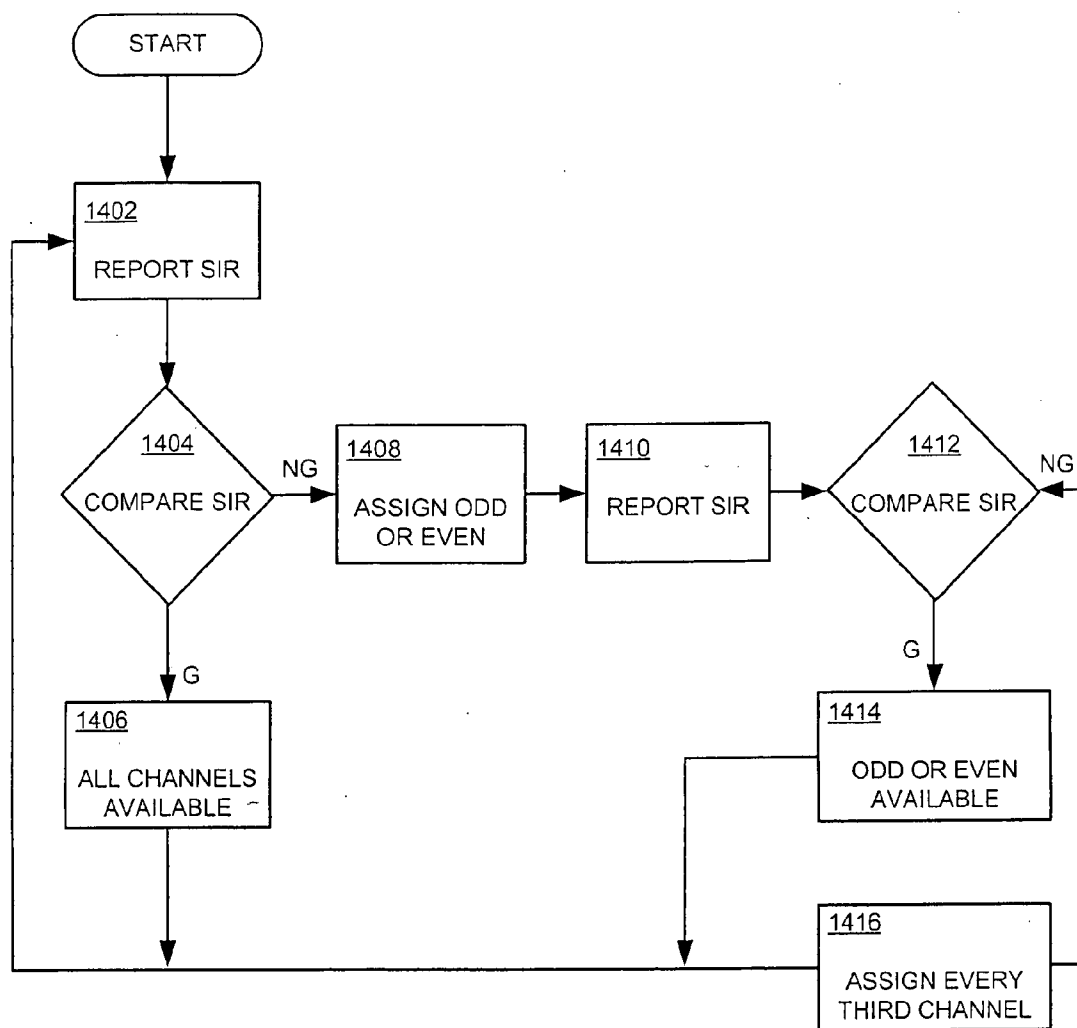 START
1402
REPORT SIR
1404
COMPARE SIR
NG
1408
ASSIGN ODD
OR EVEN
1410
REPORT SIR
1412
COMPARE SIR
NG
G
1406
ALL CHANNELS
AVAILABLE
G
1414
ODD OR EVEN
AVAILABLE
1416
ASSIGN EVERY
THIRD CHANNEL